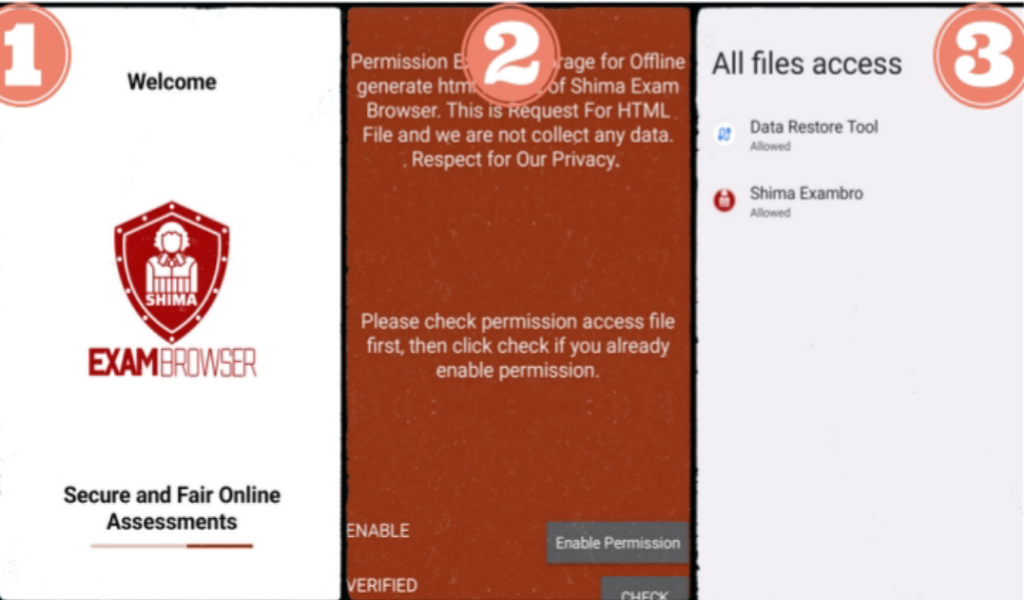 1
Welcome
SHIMA
EXAMBROWSER
Secure and Fair Online
Assessments
2
Permission E rage for Offline
generate htm of Shima Exam
Browser. This is Request For HTML
File and we are not collect any data.
Respect for Our Privacy.
Please check permission access file
first, then click check if you already
enable permission.
ENABLE
Enable Permission
VERIFIED
CHECK
3
All files access
Data Restore Tool
Allowed
Shima Exambro
Allowed